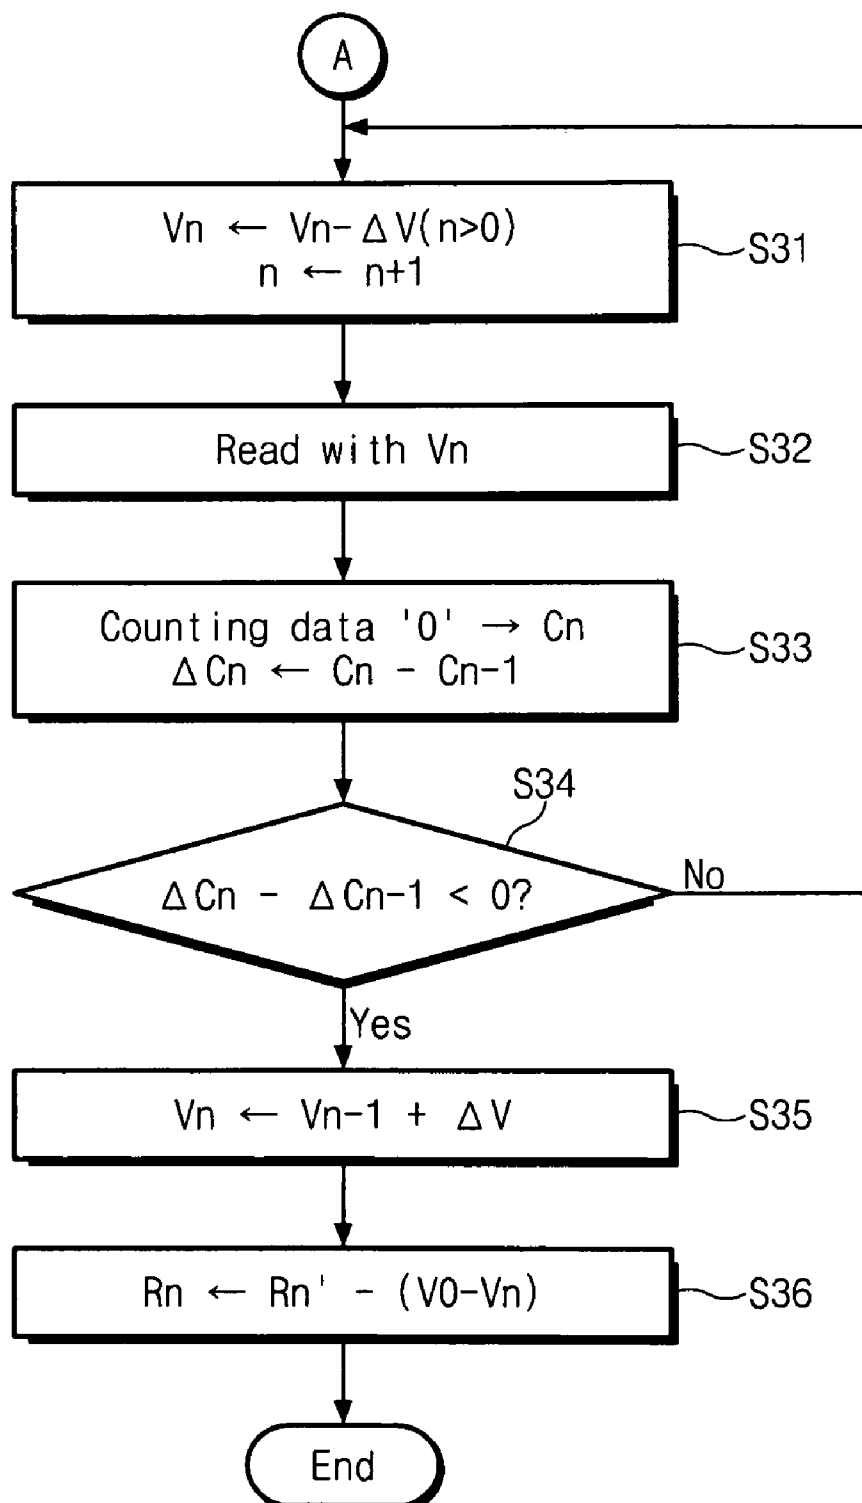 A
Vn ← Vn-ΔV(n>0)
n ← n+1
S31
Read with Vn
S32
Counting data '0' → Cn
ΔCn ← Cn - Cn-1
S33
S34
ΔCn - ΔCn-1 < 0?
No
Yes
Vn ← Vn-1 + ΔV
S35
Rn ← Rn' - (V0-Vn)
S36
End